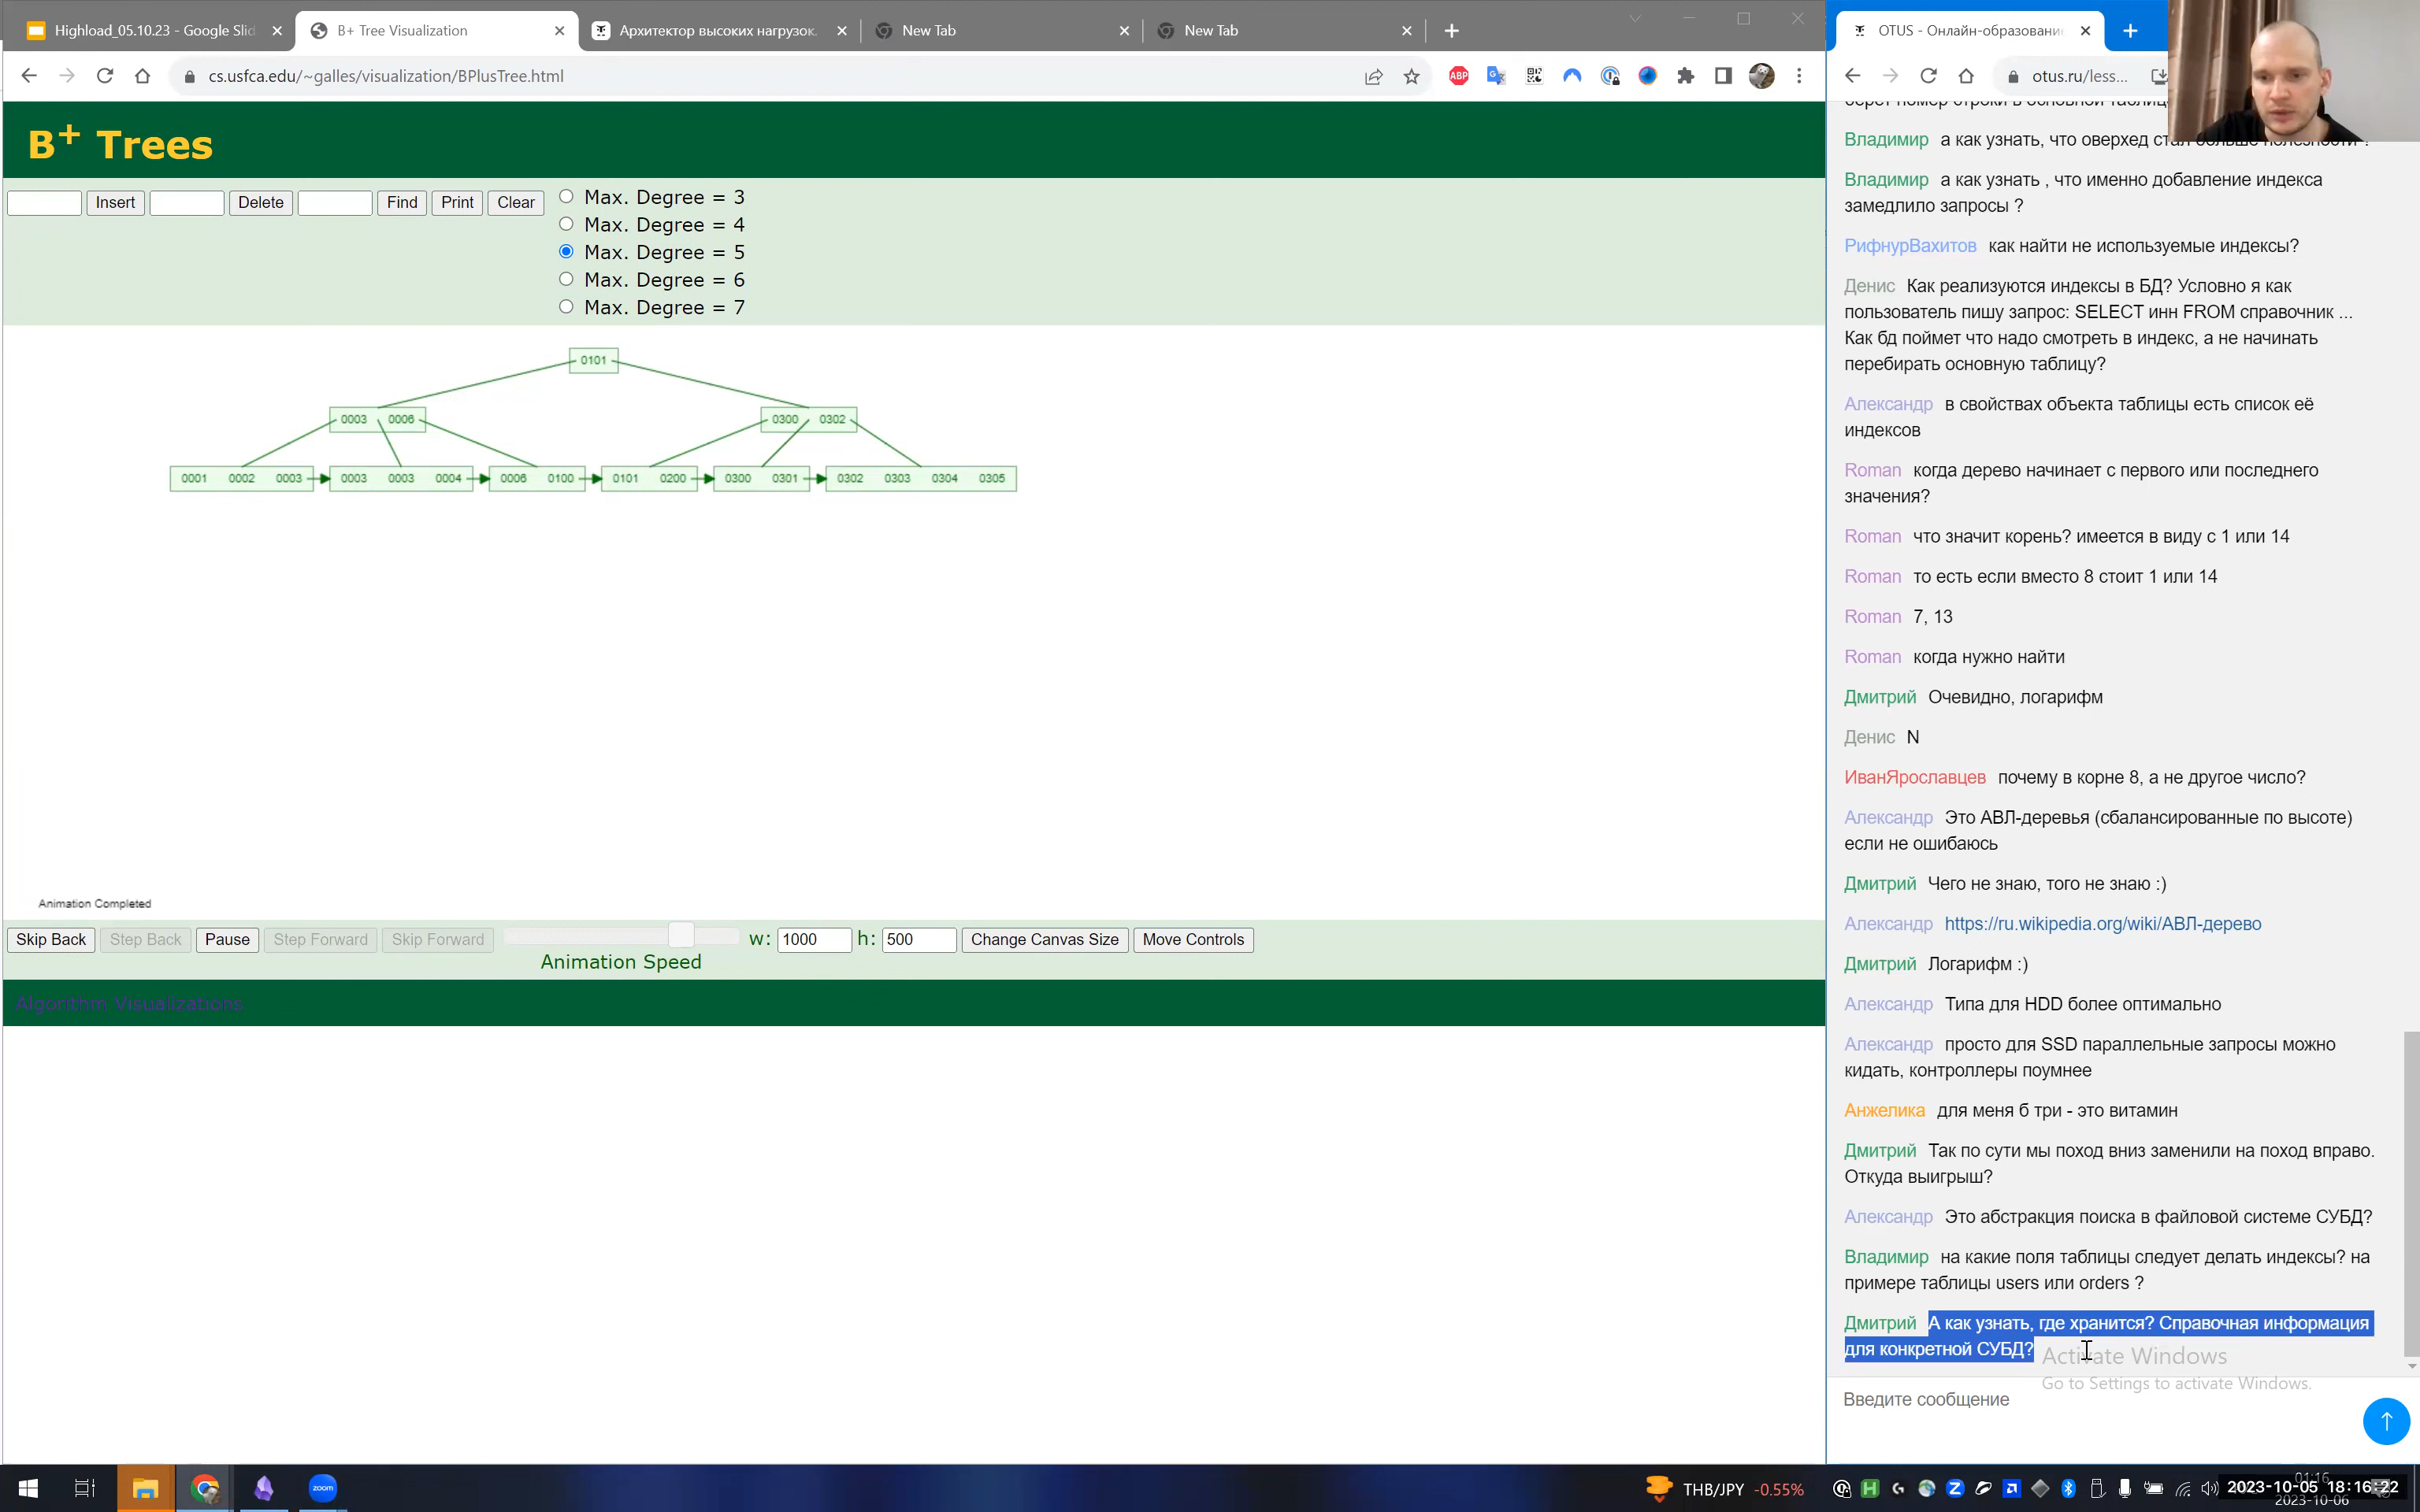 Highload_05.10.23 - Google Slid
B+ Tree Visualization
Архитектор высоких нагрузок.
New Tab
New Tab
OTUS - Онлайн-образование
cs.usfca.edu/~galles/visualization/BPlusTree.html
ABP
otus.ru/less...
B+ Trees
Insert
Delete
Find
Print
Clear
Max. Degree = 3
Max. Degree = 4
Max. Degree = 5
Max. Degree = 6
Max. Degree = 7
0101
0003 0006
0300 0302
0001 0002 0003
0003 0003 0004
0006 0100
0101 0200
0300 0301
0302 0303 0304 0305
Animation Completed
Skip Back
Step Back
Pause
Step Forward
Skip Forward
w: 1000 h: 500
Change Canvas Size
Move Controls
Animation Speed
Algorithm Visualizations
Владимир а как узнать, что оверхед стал больше полезности ?
Владимир а как узнать , что именно добавление индекса
замедлило запросы ?
РифнурВахитов как найти не используемые индексы?
Денис Как реализуются индексы в БД? Условно я как
пользователь пишу запрос: SELECT инн FROM справочник ...
Как бд поймет что надо смотреть в индекс, а не начинать
перебирать основную таблицу?
Александр в свойствах объекта таблицы есть список её
индексов
Roman когда дерево начинает с первого или последнего
значения?
Roman что значит корень? имеется в виду с 1 или 14
Roman то есть если вместо 8 стоит 1 или 14
Roman 7, 13
Roman когда нужно найти
Дмитрий Очевидно, логарифм
Денис N
ИванЯрославцев почему в корне 8, а не другое число?
Александр Это АВЛ-деревья (сбалансированные по высоте)
если не ошибаюсь
Дмитрий Чего не знаю, того не знаю :)
Александр https://ru.wikipedia.org/wiki/АВЛ-дерево
Дмитрий Логарифм :)
Александр Типа для HDD более оптимально
Александр просто для SSD параллельные запросы можно
кидать, контроллеры поумнее
Анжелика для меня б три - это витамин
Дмитрий Так по сути мы поход вниз заменили на поход вправо.
Откуда выигрыш?
Александр Это абстракция поиска в файловой системе СУБД?
Владимир на какие поля таблицы следует делать индексы? на
примере таблицы users или orders ?
Дмитрий А как узнать, где хранится? Справочная информация
для конкретной СУБД?
Activate Windows
Go to Settings to activate Windows.
Введите сообщение
zoom
THB/JPY -0.55%
01:16
2023-10-05 18:16:22
2023-10-06